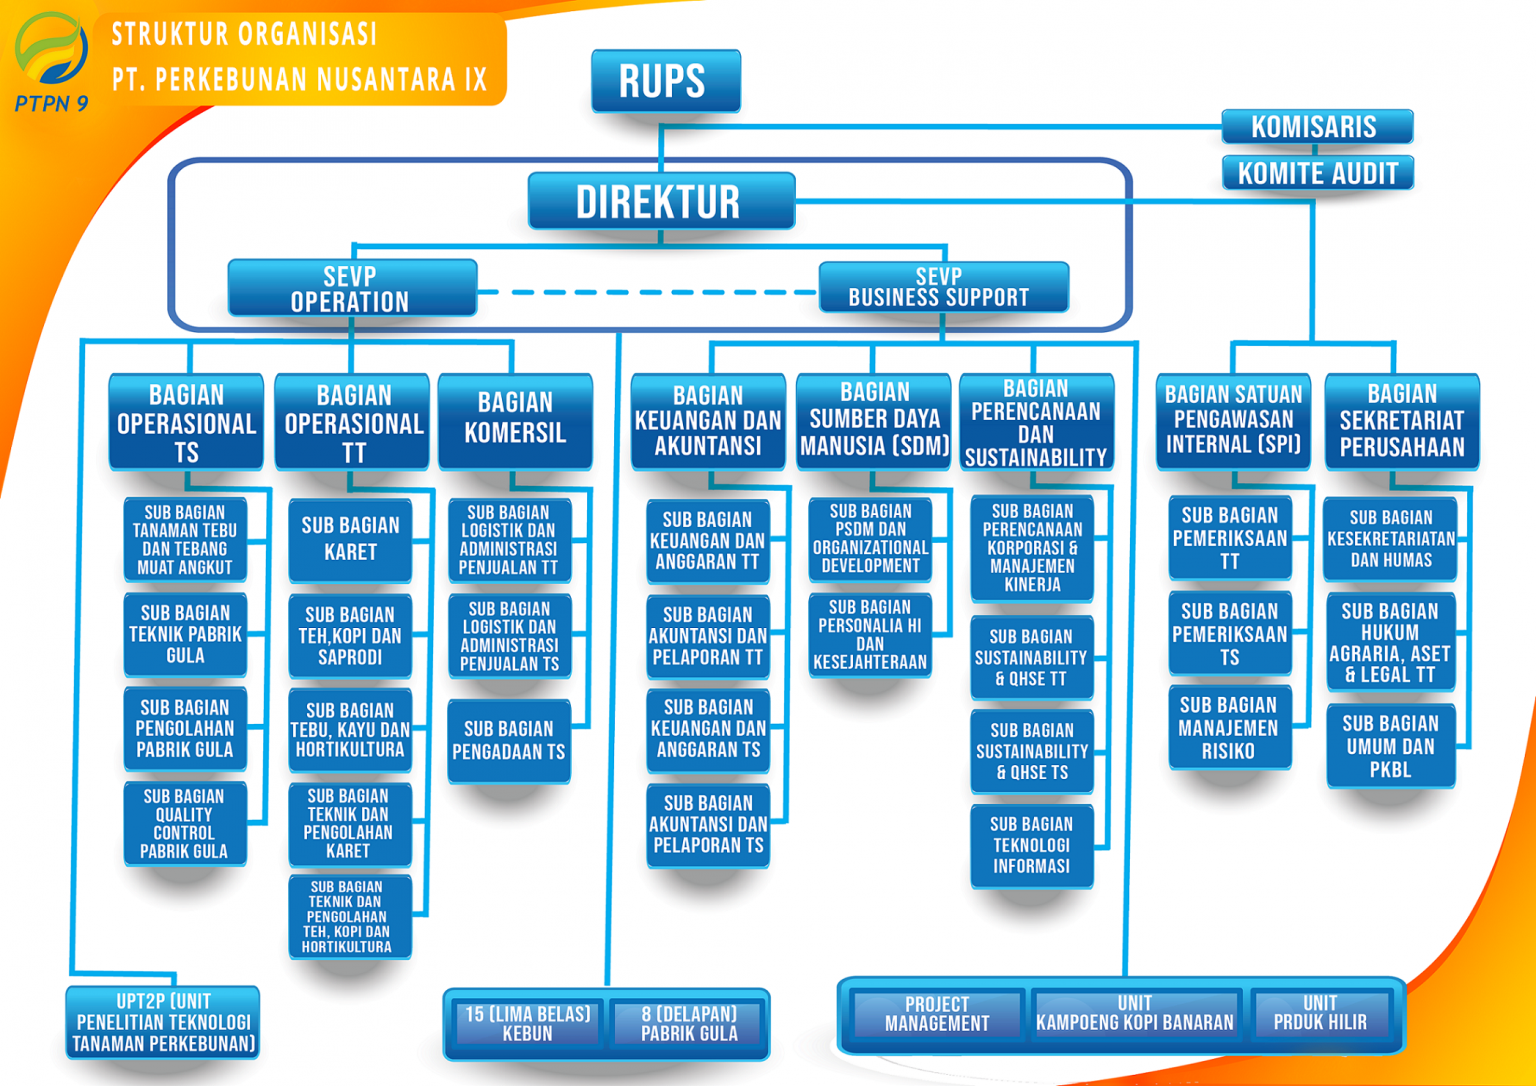 STRUKTUR ORGANISASI
PT. PERKEBUNAN NUSANTARA IX
PTPN 9
RUPS
KOMISARIS
KOMITE AUDIT
DIREKTUR
SEVP
OPERATION
SEVP
BUSINESS SUPPORT
BAGIAN
OPERASIONAL
TS
BAGIAN
OPERASIONAL
TT
BAGIAN
KOMERSIL
BAGIAN
KEUANGAN DAN
AKUNTANSI
BAGIAN
SUMBER DAYA
MANUSIA (SDM)
BAGIAN
PERENCANAAN
DAN
SUSTAINABILITY
BAGIAN SATUAN
PENGAWASAN
INTERNAL (SPI)
BAGIAN
SEKRETARIAT
PERUSAHAAN
SUB BAGIAN
TANAMAN TEBU
DAN TEBANG
MUAT ANGKUT
SUB BAGIAN
TEKNIK PABRIK
GULA
SUB BAGIAN
PENGOLAHAN
PABRIK GULA
SUB BAGIAN
QUALITY
CONTROL
PABRIK GULA
SUB BAGIAN
KARET
SUB BAGIAN
TEH,KOPI DAN
SAPRODI
SUB BAGIAN
TEBU, KAYU DAN
HORTIKULTURA
SUB BAGIAN
TEKNIK DAN
PENGOLAHAN
KARET
SUB BAGIAN
TEKNIK DAN
PENGOLAHAN
TEH, KOPI DAN
HORTIKULTURA
SUB BAGIAN
LOGISTIK DAN
ADMINISTRASI
PENJUALAN TT
SUB BAGIAN
LOGISTIK DAN
ADMINISTRASI
PENJUALAN TS
SUB BAGIAN
PENGADAAN TS
SUB BAGIAN
KEUANGAN DAN
ANGGARAN TT
SUB BAGIAN
AKUNTANSI DAN
PELAPORAN TT
SUB BAGIAN
KEUANGAN DAN
ANGGARAN TS
SUB BAGIAN
AKUNTANSI DAN
PELAPORAN TS
SUB BAGIAN
PSDM DAN
ORGANIZATIONAL
DEVELOPMENT
SUB BAGIAN
PERSONALIA HI
DAN
KESEJAHTERAAN
SUB BAGIAN
PERENCANAAN
KORPORASI &
MANAJEMEN
KINERJA
SUB BAGIAN
SUSTAINABILITY
& QHSE TT
SUB BAGIAN
SUSTAINABILITY
& QHSE TS
SUB BAGIAN
TEKNOLOGI
INFORMASI
SUB BAGIAN
PEMERIKSAAN
TT
SUB BAGIAN
PEMERIKSAAN
TS
SUB BAGIAN
MANAJEMEN
RISIKO
SUB BAGIAN
KESEKRETARIATAN
DAN HUMAS
SUB BAGIAN
HUKUM
AGRARIA, ASET
& LEGAL TT
SUB BAGIAN
UMUM DAN
PKBL
UPT2P (UNIT
PENELITIAN TEKNOLOGI
TANAMAN PERKEBUNAN)
15 (LIMA BELAS)
KEBUN
8 (DELAPAN)
PABRIK GULA
PROJECT
MANAGEMENT
UNIT
KAMPOENG KOPI BANARAN
UNIT
PRDUK HILIR